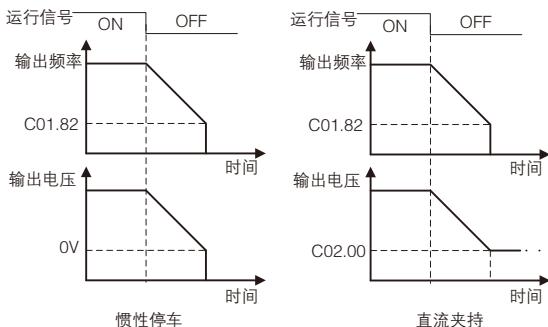 运行信号
ON
OFF
输出频率
C01.82
时间
输出电压
0V
时间
惯性停车
运行信号
ON
OFF
输出频率
C01.82
时间
输出电压
C02.00
时间
直流夹持